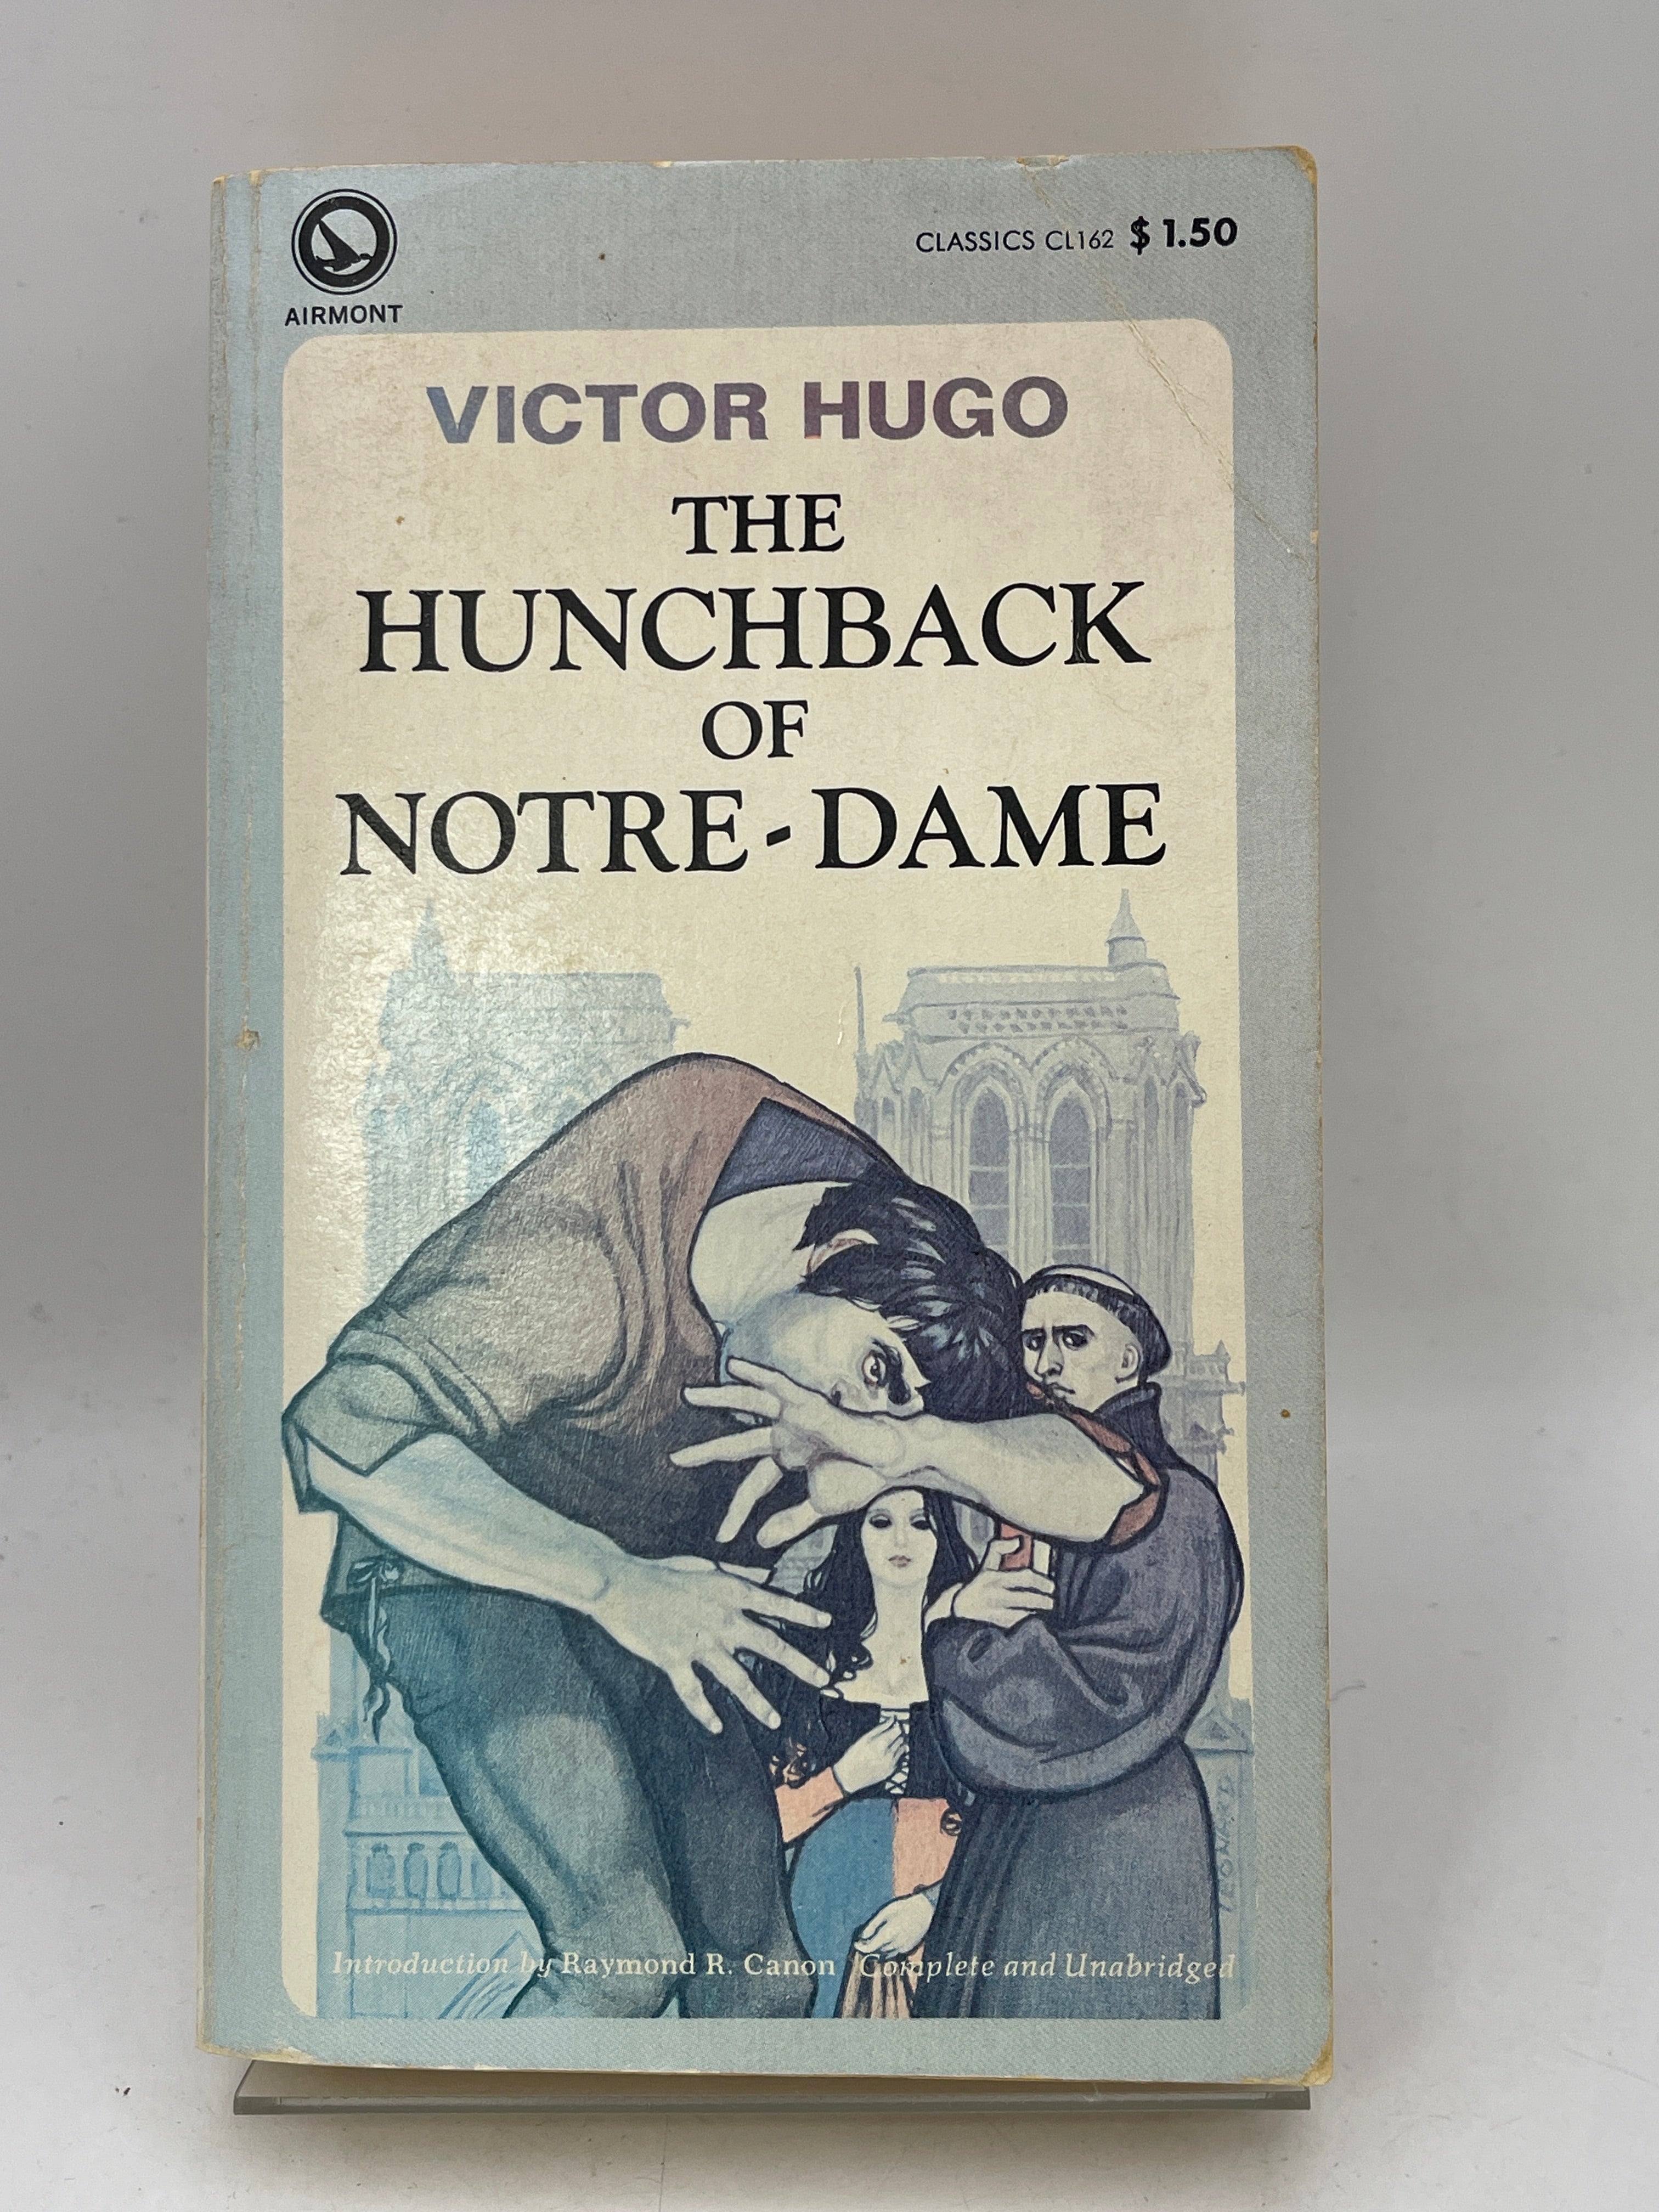 AIRMONT
CLASSICS CL162 $1.50
VICTOR HUGO
THE
HUNCHBACK
OF
NOTRE-DAME
LEONARD
Introduction by Raymond R. Canon Complete and Unabridged